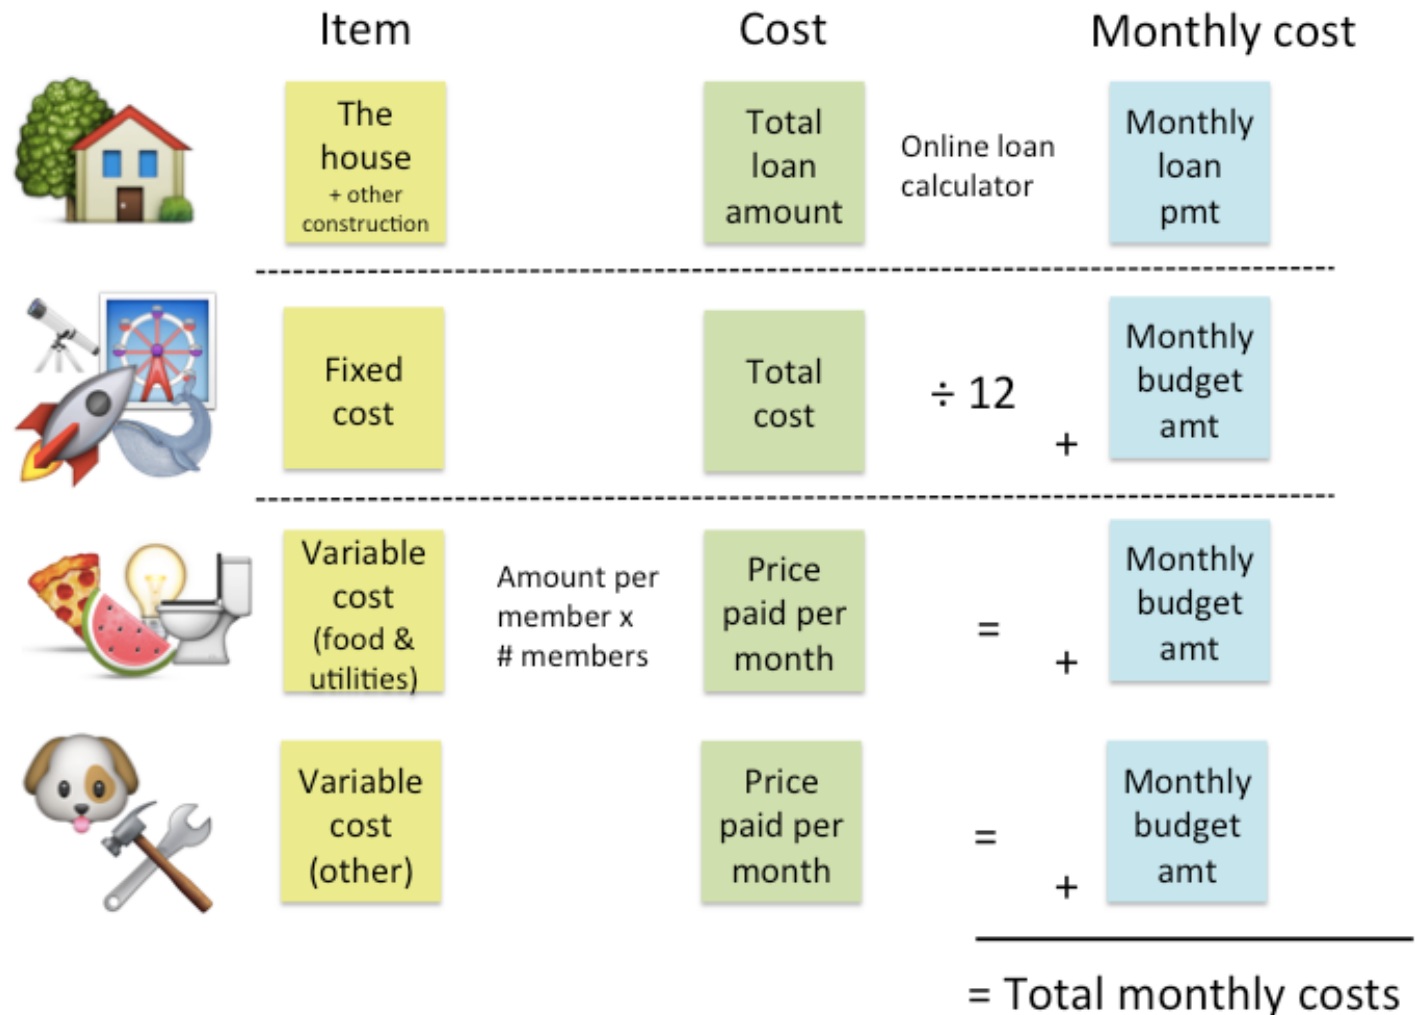 Item
Cost
Monthly cost
The
house
+ other
construction
Total
loan
amount
Online loan
calculator
Monthly
loan
pmt
Fixed
cost
Total
cost
÷ 12
+
Monthly
budget
amt
Variable
cost
(food &
utilities)
Amount per
member x
# members
Price
paid per
month
=
+
Monthly
budget
amt
Variable
cost
(other)
Price
paid per
month
=
+
Monthly
budget
amt
= Total monthly costs